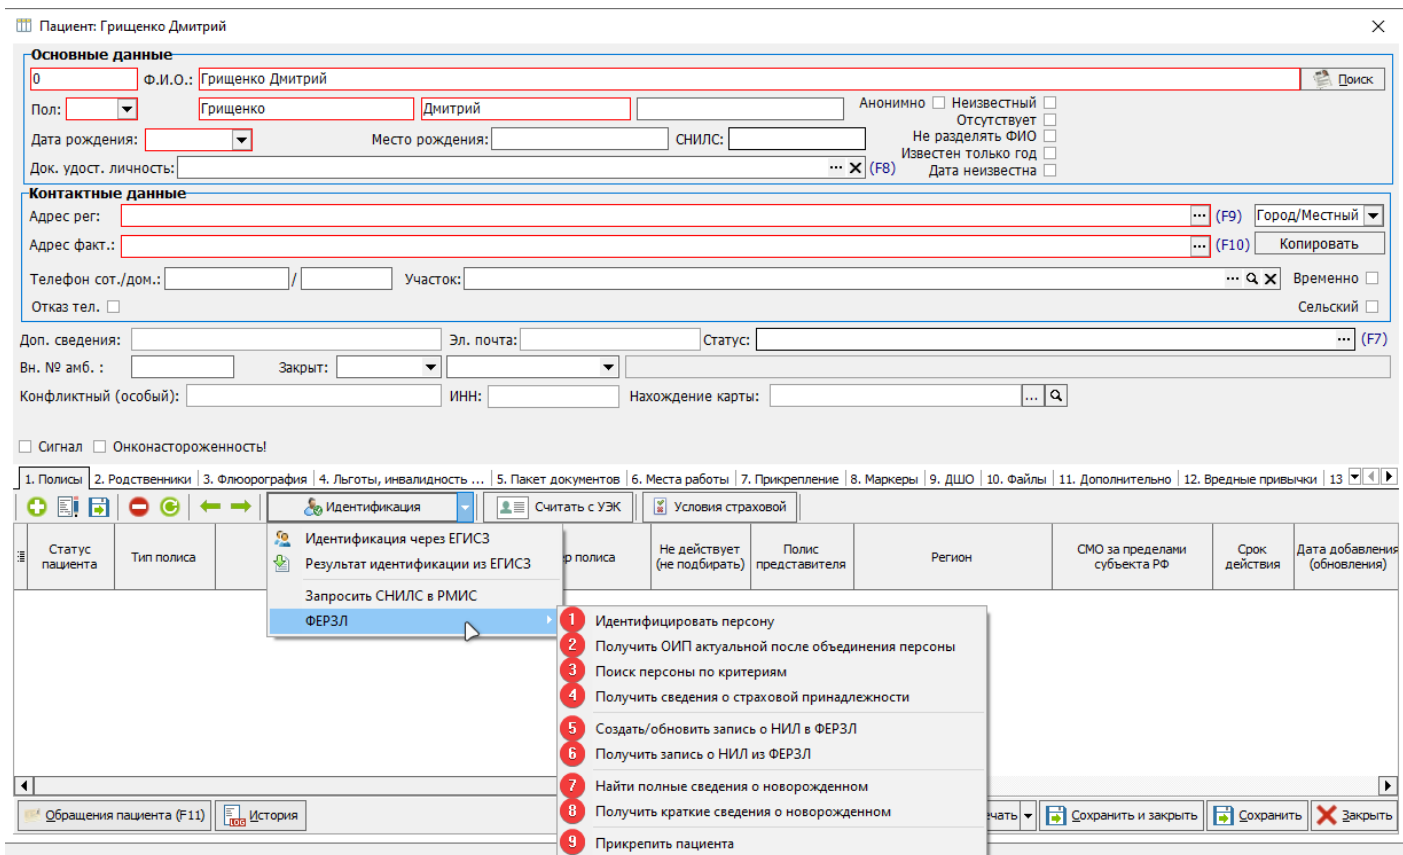 Пациент: Грищенко Дмитрий
Основные данные
0 Ф.И.О.: Грищенко Дмитрий Поиск
Пол: Грищенко Дмитрий Анонимно Неизвестный
Отсутствует
Дата рождения: Место рождения: СНИЛС: Не разделять ФИО
Известен только год
Док. удост. личность: ... (F8) Дата неизвестна
Контактные данные
Адрес рег: ... (F9) Город/Местный
Адрес факт.: ... (F10) Копировать
Телефон сот./дом.: / Участок: ... Временно
Отказ тел. Сельский
Доп. сведения: Эл. почта: Статус: ... (F7)
Вн. № амб. : Закрыт:
Конфликтный (особый): ИНН: Нахождение карты: ...
Сигнал Онконастороженность!
1. Полисы 2. Родственники 3. Флюорография 4. Льготы, инвалидность ... 5. Пакет документов 6. Места работы 7. Прикрепление 8. Маркеры 9. ДШО 10. Файлы 11. Дополнительно 12. Вредные привычки 13
Идентификация Считать с УЭК Условия страховой
Статус пациента Тип полиса р полиса Не действует (не подбирать) Полис представителя Регион СМО за пределами субъекта РФ Срок действия Дата добавления (обновления)
Идентификация через ЕГИСЗ
Результат идентификации из ЕГИСЗ
Запросить СНИЛС в РМИС
ФЕРЗЛ
1 Идентифицировать персону
2 Получить ОИП актуальной после объединения персоны
3 Поиск персоны по критериям
4 Получить сведения о страховой принадлежности
5 Создать/обновить запись о НИЛ в ФЕРЗЛ
6 Получить запись о НИЛ из ФЕРЗЛ
7 Найти полные сведения о новорожденном
8 Получить краткие сведения о новорожденном
9 Прикрепить пациента
Обращения пациента (F11) LOG История чать Сохранить и закрыть Сохранить Закрыть